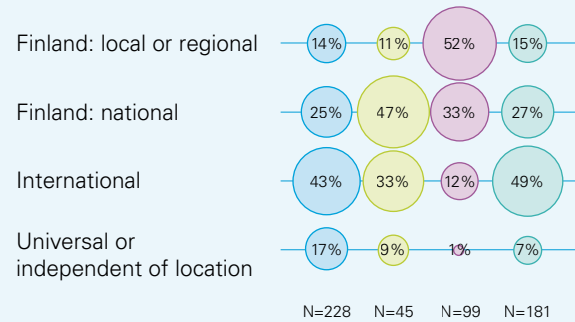 Finland: local or regional 14% 11% 52% 15%
Finland: national 25% 47% 33% 27%
International 43% 33% 12% 49%
Universal or
independent of location 17% 9% 1% 7%
N=228 N=45 N=99 N=181